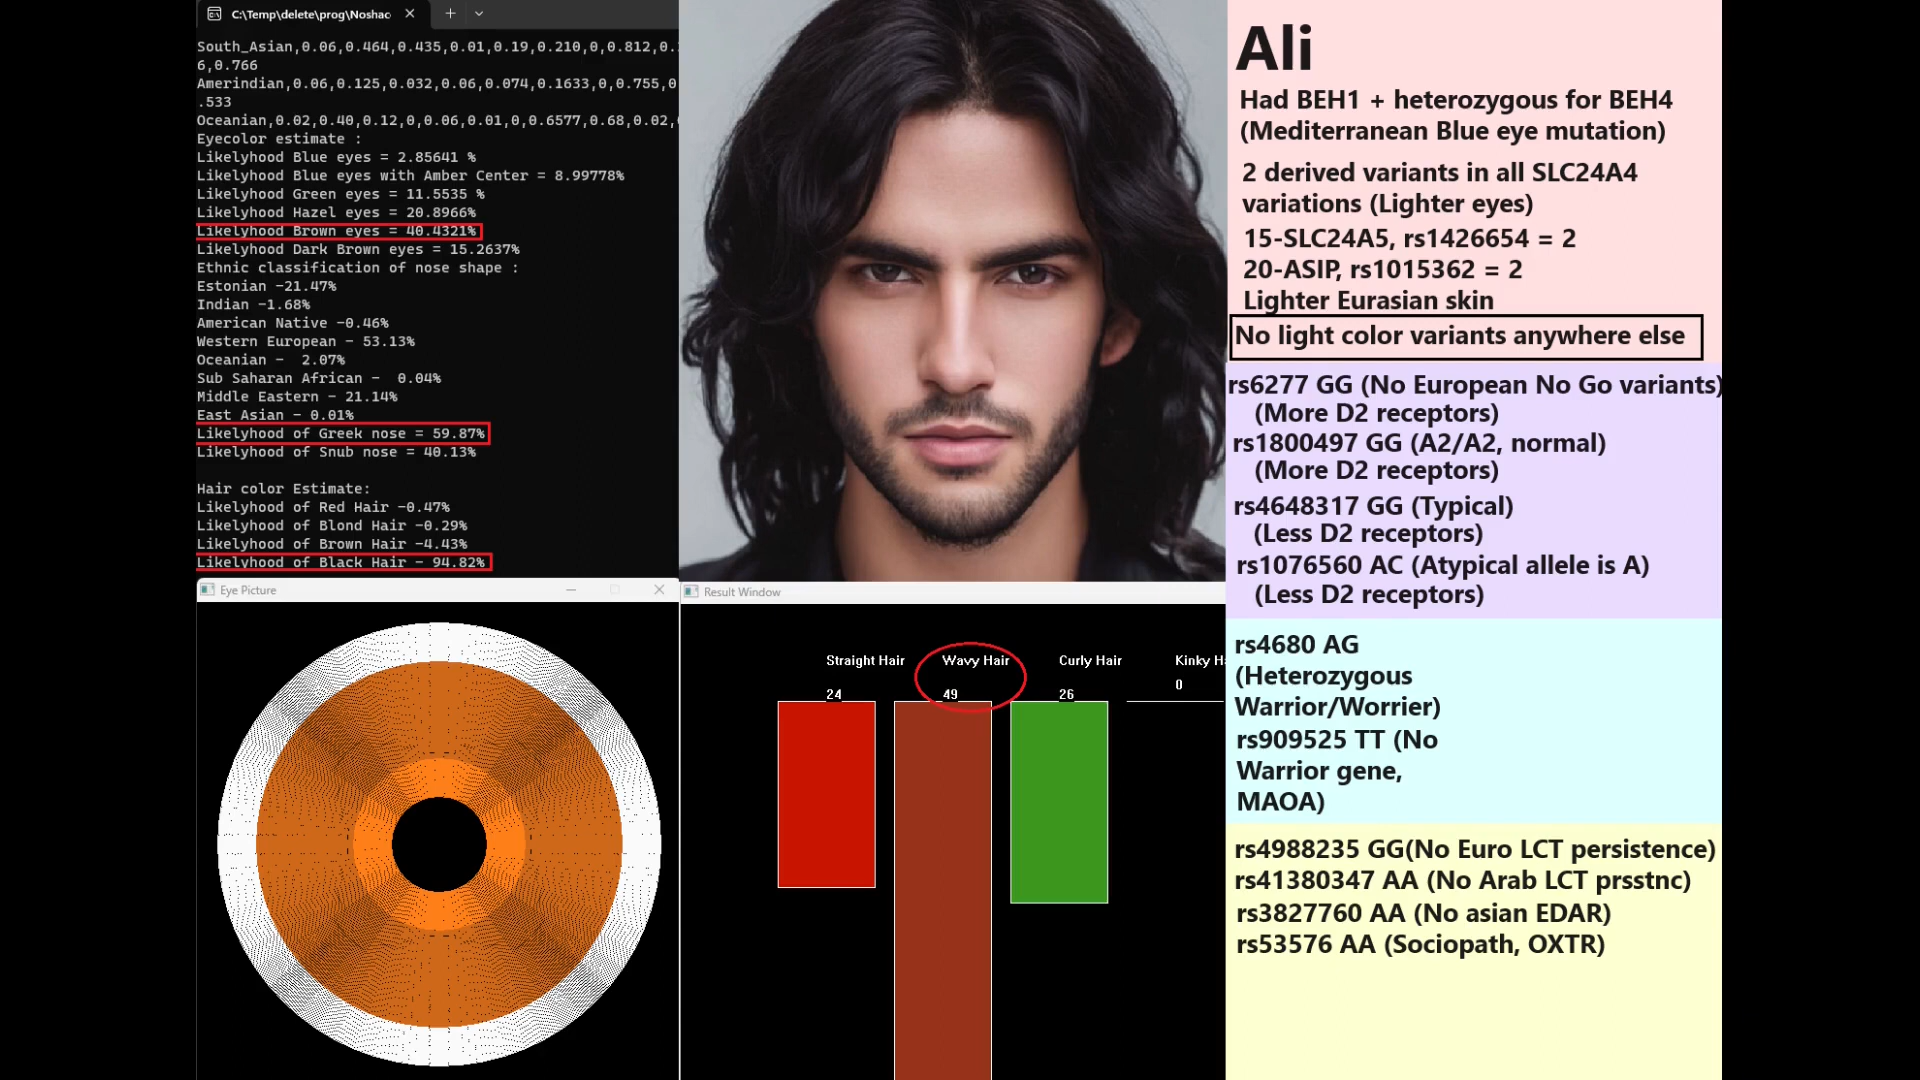 C:\Temp\delete\prog\Noshac
South_Asian,0.06,0.464,0.435,0.01,0.19,0.210,0,0.812,0.
6,0.766
Amerindian,0.06,0.125,0.032,0.06,0.074,0.1633,0,0.755,0
.533
Oceanian,0.02,0.40,0.12,0,0.06,0.01,0,0.6577,0.68,0.02,
Eyecolor estimate :
Likelyhood Blue eyes = 2.85641 %
Likelyhood Blue eyes with Amber Center = 8.99778%
Likelyhood Green eyes = 11.5535 %
Likelyhood Hazel eyes = 20.8966%
Likelyhood Brown eyes = 40.4321%
Likelyhood Dark Brown eyes = 15.2637%
Ethnic classification of nose shape :
Estonian -21.47%
Indian -1.68%
American Native -0.46%
Western European - 53.13%
Oceanian -  2.07%
Sub Saharan African -  0.04%
Middle Eastern - 21.14%
East Asian - 0.01%
Likelyhood of Greek nose = 59.87%
Likelyhood of Snub nose = 40.13%
Hair color Estimate:
Likelyhood of Red Hair -0.47%
Likelyhood of Blond Hair -0.29%
Likelyhood of Brown Hair -4.43%
Likelyhood of Black Hair - 94.82%
Eye Picture
Result Window
Straight Hair Wavy Hair Curly Hair Kinky H
24 49 26 0
Ali
Had BEH1 + heterozygous for BEH4
(Mediterranean Blue eye mutation)
2 derived variants in all SLC24A4
variations (Lighter eyes)
15-SLC24A5, rs1426654 = 2
20-ASIP, rs1015362 = 2
Lighter Eurasian skin
No light color variants anywhere else
rs6277 GG (No European No Go variants)
(More D2 receptors)
rs1800497 GG (A2/A2, normal)
(More D2 receptors)
rs4648317 GG (Typical)
(Less D2 receptors)
rs1076560 AC (Atypical allele is A)
(Less D2 receptors)
rs4680 AG
(Heterozygous
Warrior/Worrier)
rs909525 TT (No
Warrior gene,
MAOA)
rs4988235 GG(No Euro LCT persistence)
rs41380347 AA (No Arab LCT prsstnc)
rs3827760 AA (No asian EDAR)
rs53576 AA (Sociopath, OXTR)